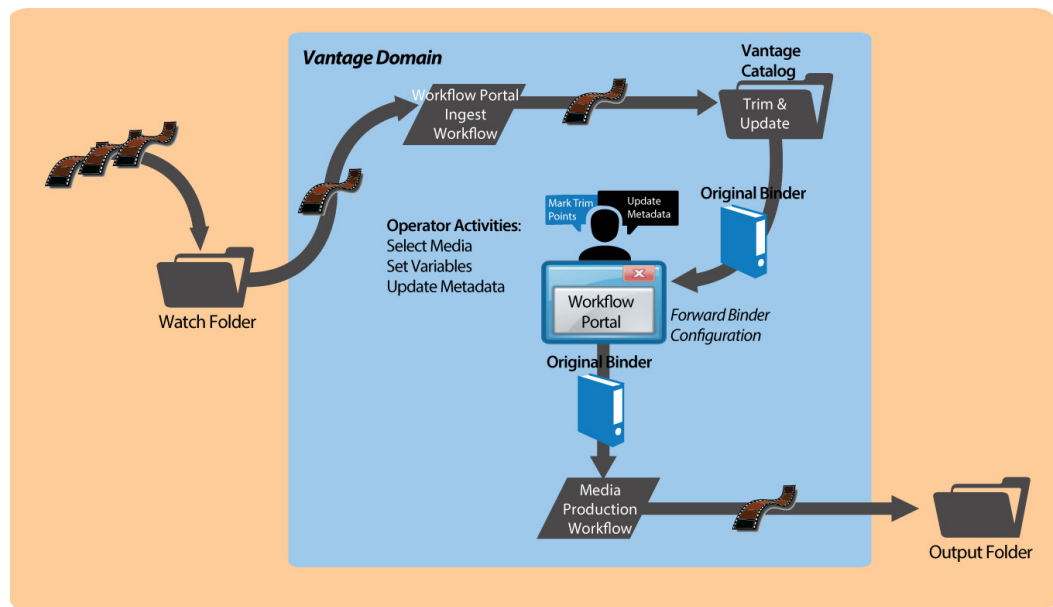 Vantage Domain
Vantage
Catalog
Workflow Portal
Ingest
Workflow
Trim &
Update
Mark Trim
Points
Update
Metadata
Original Binder
Operator Activities:
Select Media
Set Variables
Update Metadata
Watch Folder
Workflow
Portal
Forward Binder
Configuration
Original Binder
Media
Production
Workflow
Output Folder